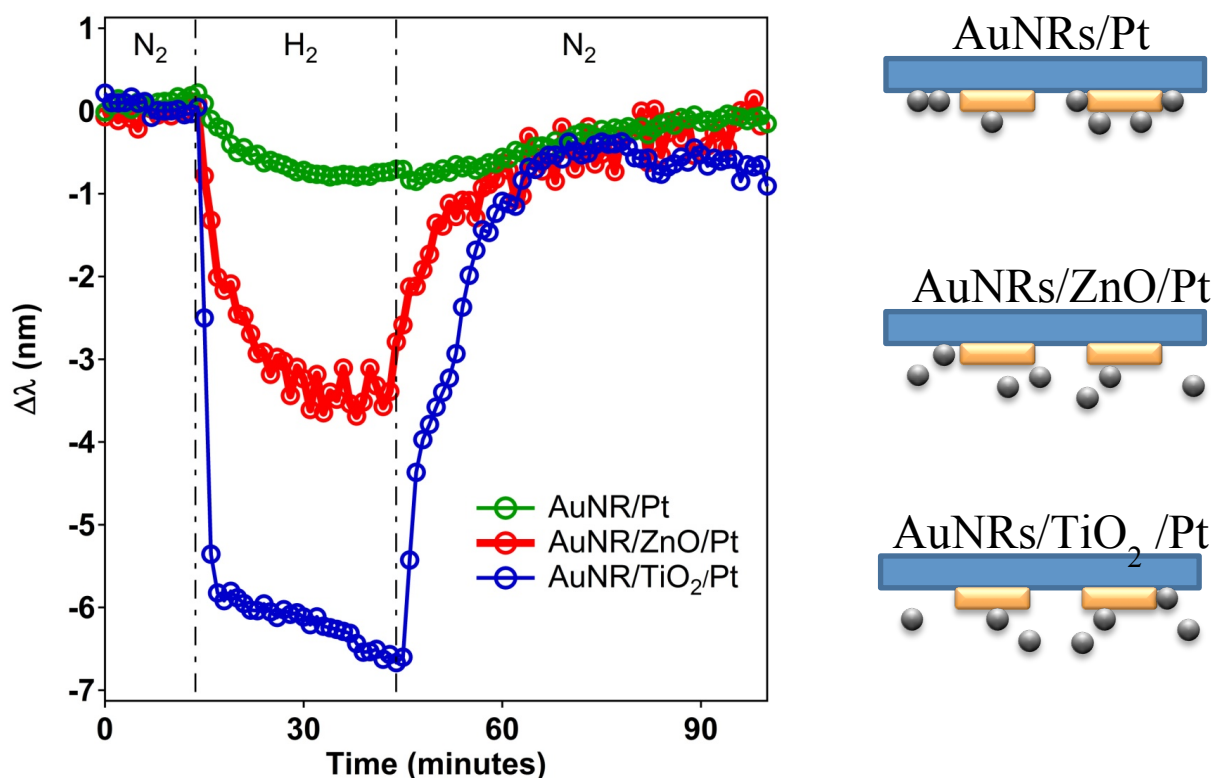 N₂
H₂
N₂
1
0
-1
-2
-3
-4
-5
-6
-7
Δλ (nm)
AuNR/Pt
AuNR/ZnO/Pt
AuNR/TiO₂/Pt
0
30
60
90
Time (minutes)
AuNRs/Pt
AuNRs/ZnO/Pt
AuNRs/TiO₂ /Pt